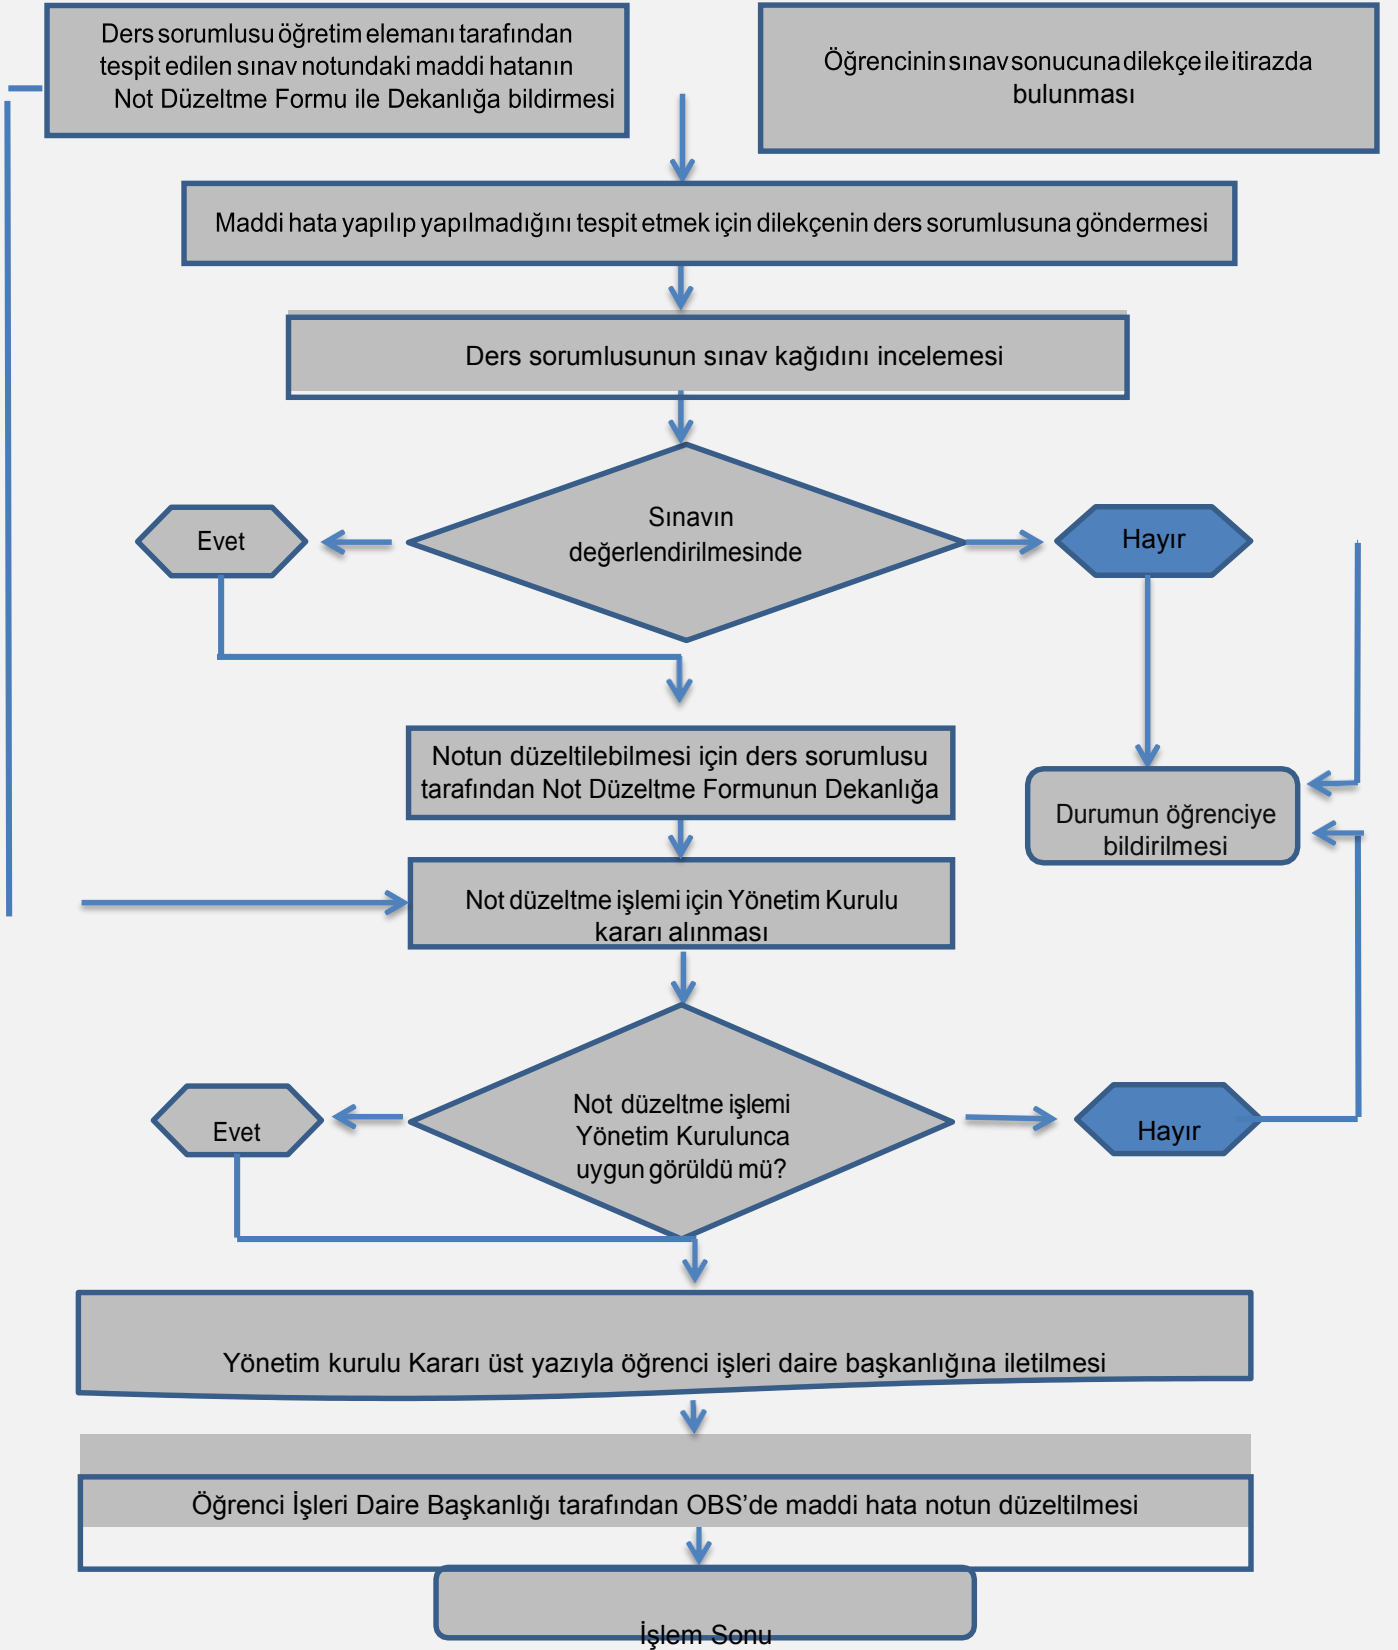 Ders sorumlusu öğretim elemanı tarafından
tespit edilen sınav notundaki maddi hatanın
Not Düzeltme Formu ile Dekanlığa bildirmesi
Öğrencinin sınav sonucuna dilekçe ile itirazda
bulunması
Maddi hata yapılıp yapılmadığını tespit etmek için dilekçenin ders sorumlusuna göndermesi
Ders sorumlusunun sınav kağıdını incelemesi
Sınavın
değerlendirilmesinde
Evet
Hayır
Notun düzeltilebilmesi için ders sorumlusu
tarafından Not Düzeltme Formunun Dekanlığa
Durumun öğrenciye
bildirilmesi
Not düzeltme işlemi için Yönetim Kurulu
kararı alınması
Not düzeltme işlemi
Yönetim Kurulunca
uygun görüldü mü?
Evet
Hayır
Yönetim kurulu Kararı üst yazıyla öğrenci işleri daire başkanlığına iletilmesi
Öğrenci İşleri Daire Başkanlığı tarafından OBS’de maddi hata notun düzeltilmesi
İşlem Sonu